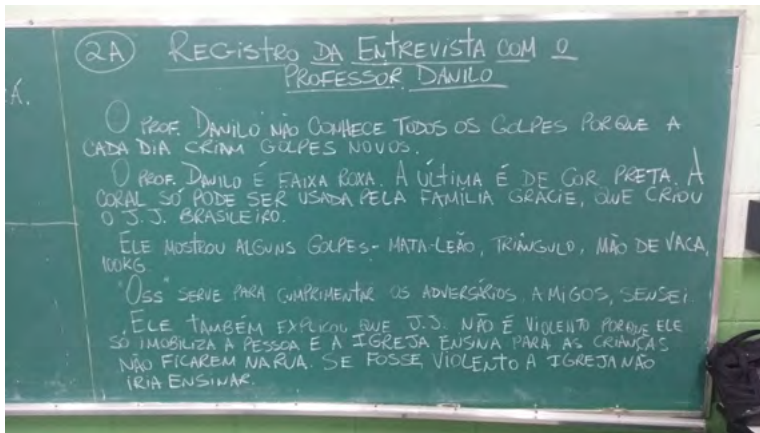 Á.
2A REGISTRO DA ENTREVISTA COM O
PROFESSOR DANILO
O PROF. DANILO NÃO CONHECE TODOS OS GOLPES PORQUE A
CADA DIA CRIAM GOLPES NOVOS.
O PROF. DANILO É FAIXA ROXA. A ÚLTIMA É DE COR PRETA. A
CORAL SÓ PODE SER USADA PELA FAMÍLIA GRACIE, QUE CRIOU
O J.J. BRASILEIRO.
ELE MOSTROU ALGUNS GOLPES - MATA-LEÃO, TRIÂNGULO, MÃO DE VACA,
100KG.
"OSS" SERVE PARA CUMPRIMENTAR OS ADVERSÁRIOS, AMIGOS, SENSEI.
ELE TAMBÉM EXPLICOU QUE J.J. NÃO É VIOLENTO PORQUE ELE
SÓ IMOBILIZA A PESSOA E A IGREJA ENSINA PARA AS CRIANÇAS
NÃO FICAREM NA RUA. SE FOSSE VIOLENTO A IGREJA NÃO
IRIA ENSINAR.